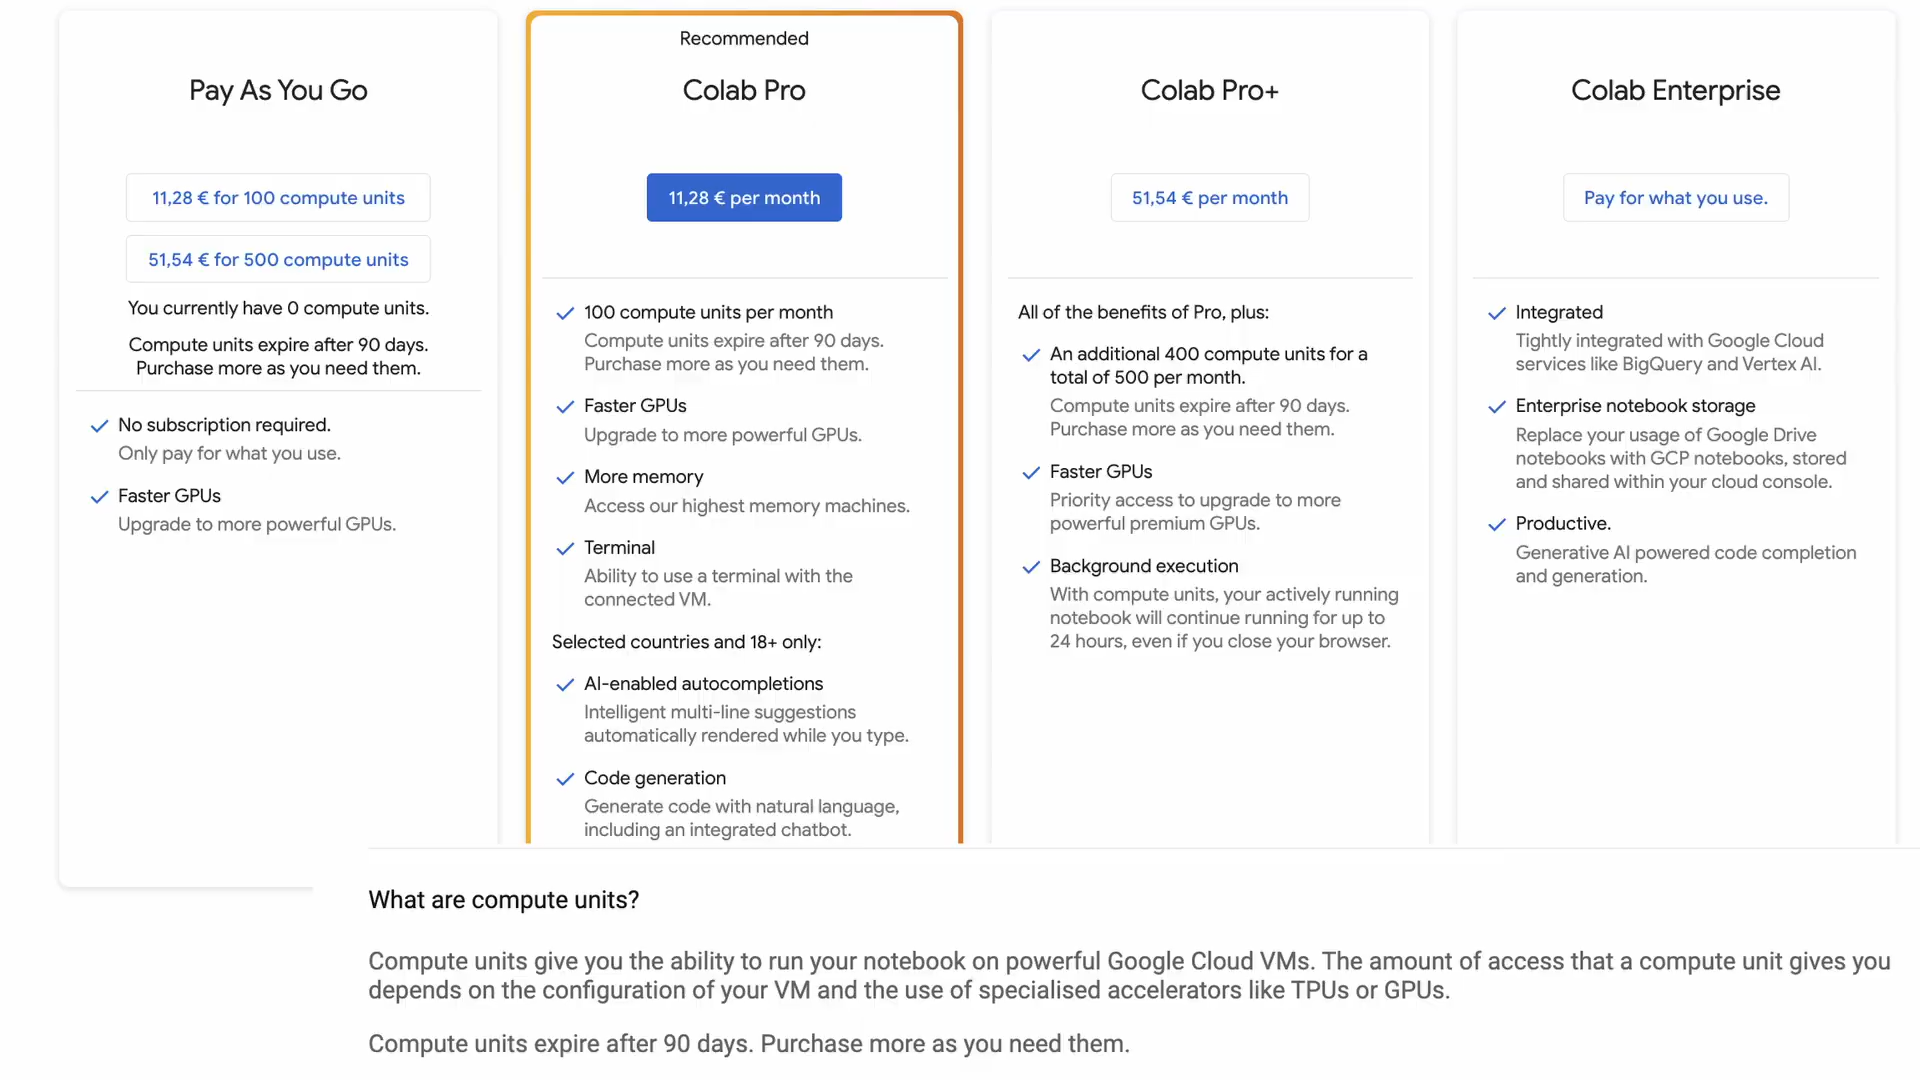 Pay As You Go
11,28 € for 100 compute units
51,54 € for 500 compute units
You currently have 0 compute units.
Compute units expire after 90 days.
Purchase more as you need them.
No subscription required.
Only pay for what you use.
Faster GPUs
Upgrade to more powerful GPUs.
Recommended
Colab Pro
11,28 € per month
100 compute units per month
Compute units expire after 90 days.
Purchase more as you need them.
Faster GPUs
Upgrade to more powerful GPUs.
More memory
Access our highest memory machines.
Terminal
Ability to use a terminal with the
connected VM.
Selected countries and 18+ only:
AI-enabled autocompletions
Intelligent multi-line suggestions
automatically rendered while you type.
Code generation
Generate code with natural language,
including an integrated chatbot.
Colab Pro+
51,54 € per month
All of the benefits of Pro, plus:
An additional 400 compute units for a
total of 500 per month.
Compute units expire after 90 days.
Purchase more as you need them.
Faster GPUs
Priority access to upgrade to more
powerful premium GPUs.
Background execution
With compute units, your actively running
notebook will continue running for up to
24 hours, even if you close your browser.
Colab Enterprise
Pay for what you use.
Integrated
Tightly integrated with Google Cloud
services like BigQuery and Vertex AI.
Enterprise notebook storage
Replace your usage of Google Drive
notebooks with GCP notebooks, stored
and shared within your cloud console.
Productive.
Generative AI powered code completion
and generation.
What are compute units?
Compute units give you the ability to run your notebook on powerful Google Cloud VMs. The amount of access that a compute unit gives you
depends on the configuration of your VM and the use of specialised accelerators like TPUs or GPUs.
Compute units expire after 90 days. Purchase more as you need them.